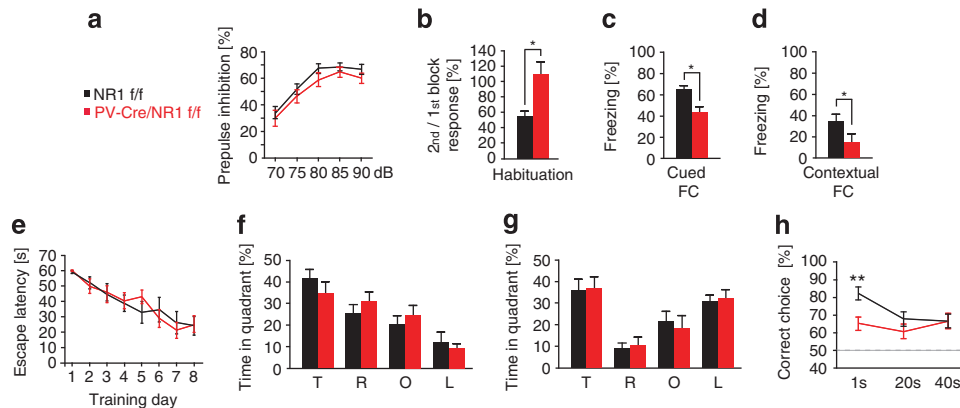 a
b
c
d
NR1 f/f
PV-Cre/NR1 f/f
Prepulse inhibition [%]
80
60
40
20
0
70 75 80 85 90 dB
2nd / 1st block
response [%]
140
120
100
80
60
40
20
0
*
Habituation
Freezing [%]
100
80
60
40
20
0
*
Cued
FC
Freezing [%]
100
80
60
40
20
0
*
Contextual
FC
e
f
g
h
Escape latency [s]
70
60
50
40
30
20
10
0
1 2 3 4 5 6 7 8
Training day
Time in quadrant [%]
50
40
30
20
10
0
T R O L
Time in quadrant [%]
50
40
30
20
10
0
T R O L
Correct choice [%]
100
90
80
70
60
50
**
1s 20s 40s